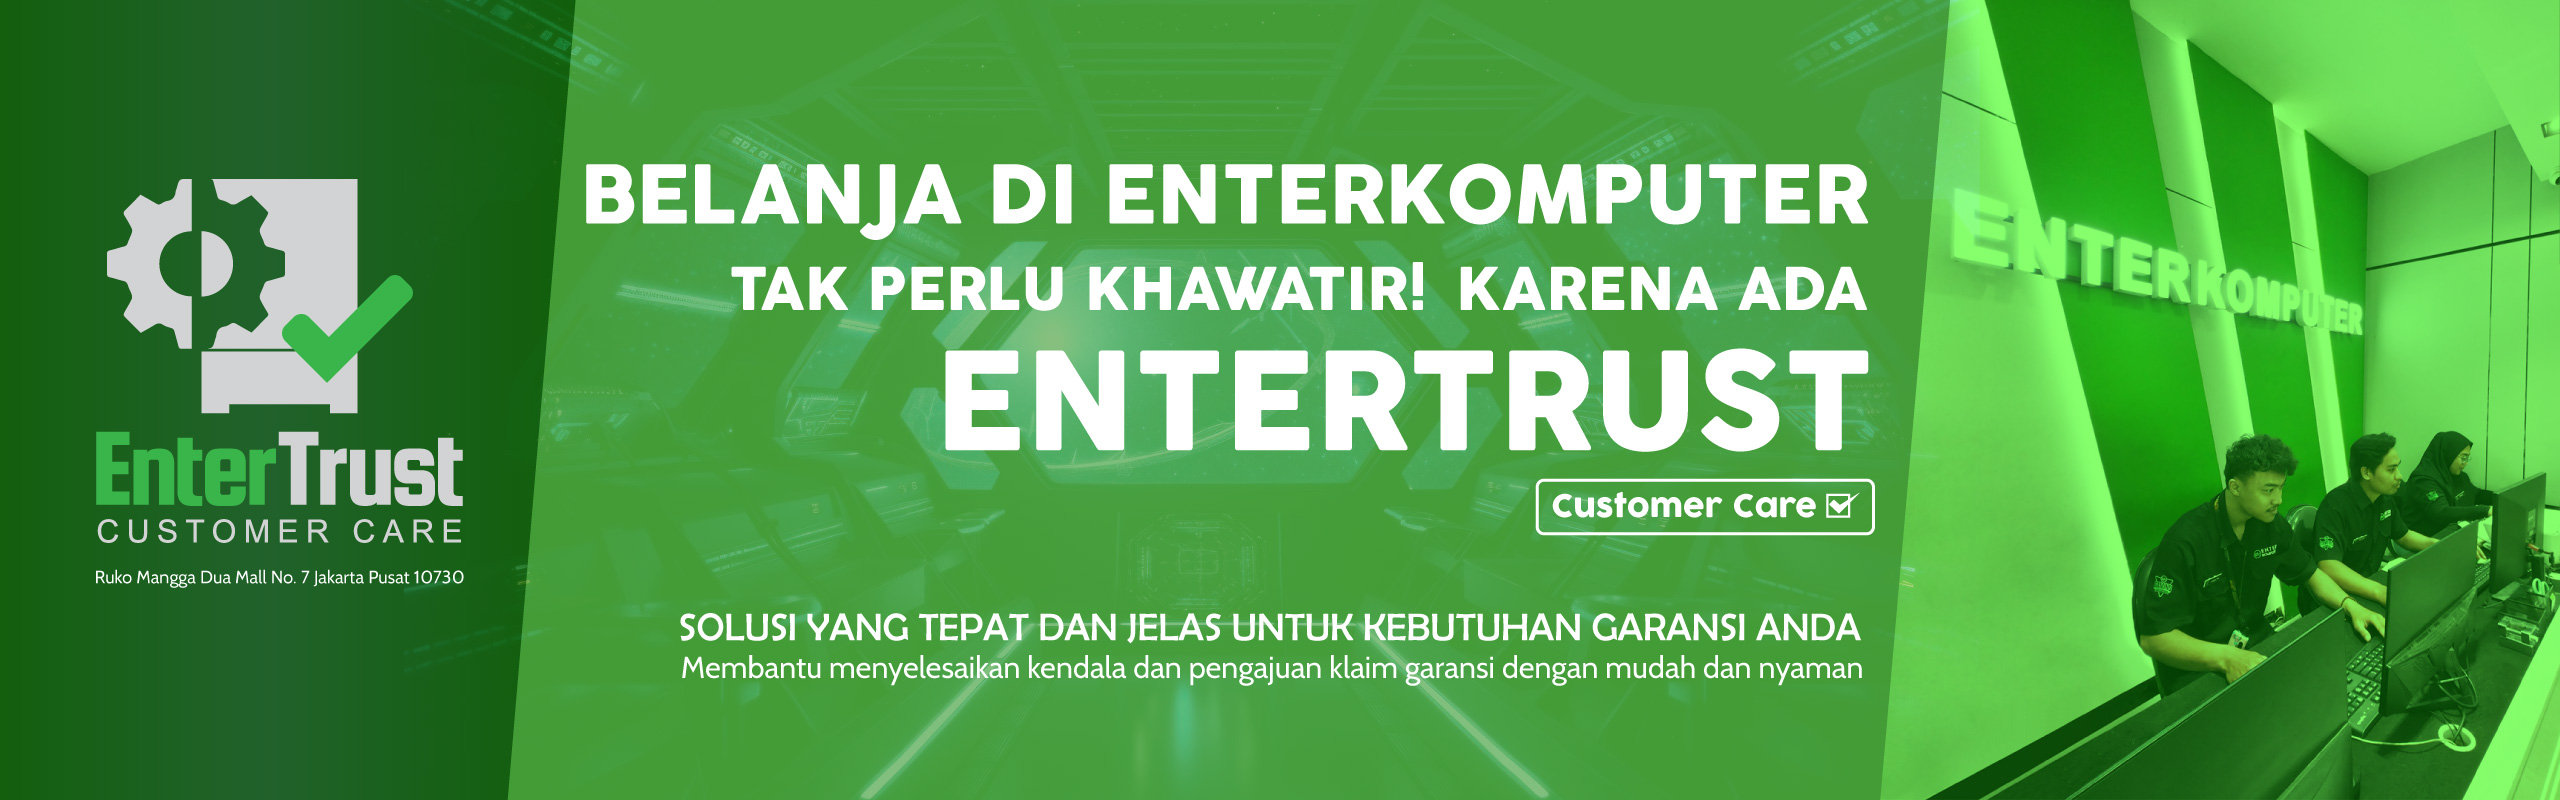 EnterTrust
CUSTOMER CARE
Ruko Mangga Dua Mall No. 7 Jakarta Pusat 10730
BELANJA DI ENTERKOMPUTER
TAK PERLU KHAWATIR! KARENA ADA
ENTERTRUST
Customer Care
SOLUSI YANG TEPAT DAN JELAS UNTUK KEBUTUHAN GARANSI ANDA
Membantu menyelesaikan kendala dan pengajuan klaim garansi dengan mudah dan nyaman
ENTERKOMPUTER